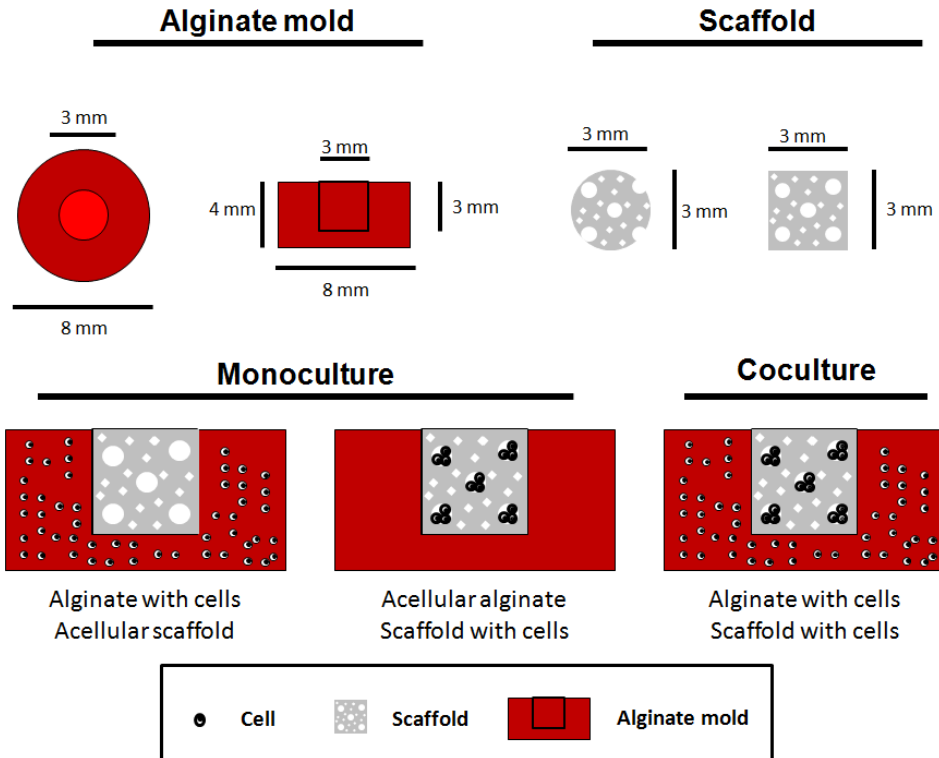 Alginate mold
Scaffold
3 mm
3 mm
4 mm
3 mm
8 mm
8 mm
3 mm
3 mm
3 mm
3 mm
Monoculture
Coculture
Alginate with cells
Acellular scaffold
Acellular alginate
Scaffold with cells
Alginate with cells
Scaffold with cells
Cell
Scaffold
Alginate mold